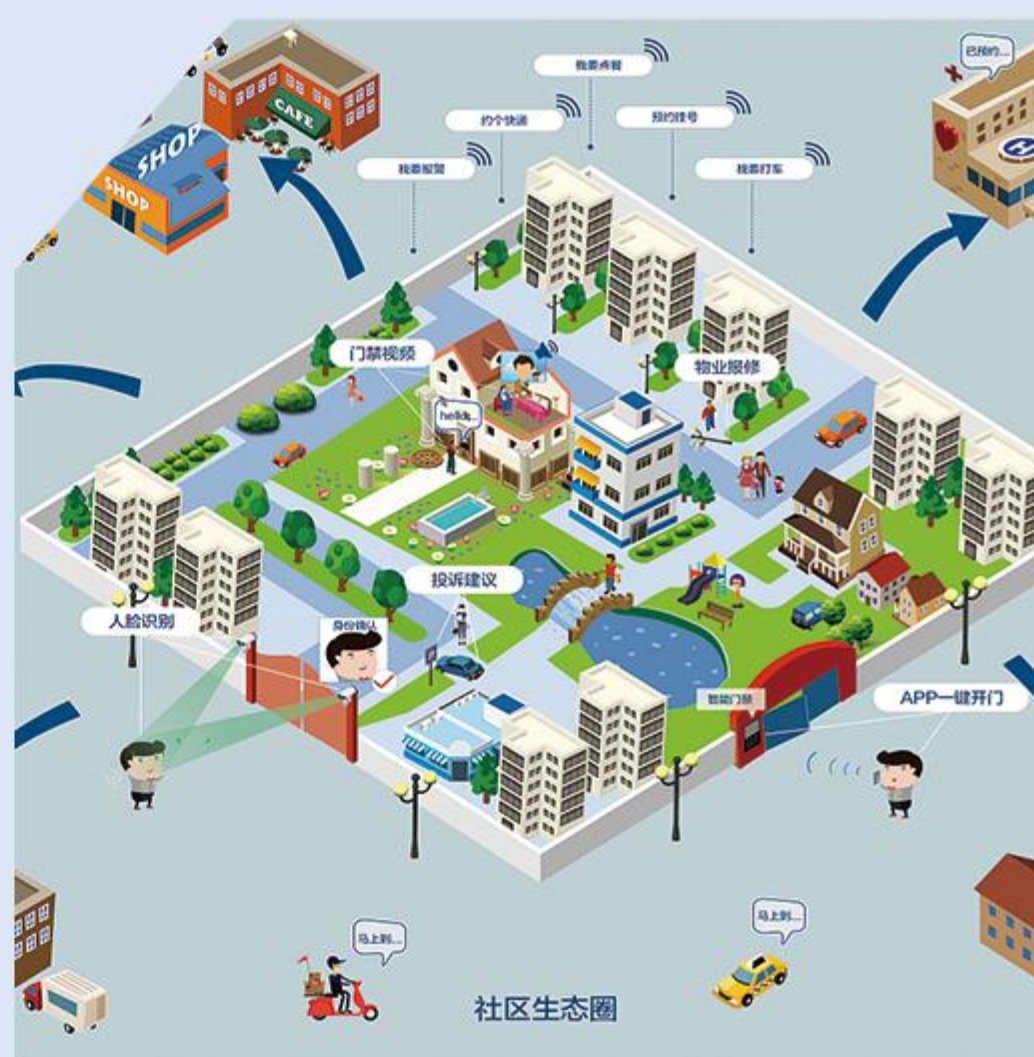 我要点餐
已预约...
约个快递
预约挂号
CAFE
SHOP
SHOP
我要报警
我要打车
门禁视频
物业报修
hello,
投诉建议
人脸识别
身份确认
智能门禁
APP一键开门
马上到...
马上到...
社区生态圈